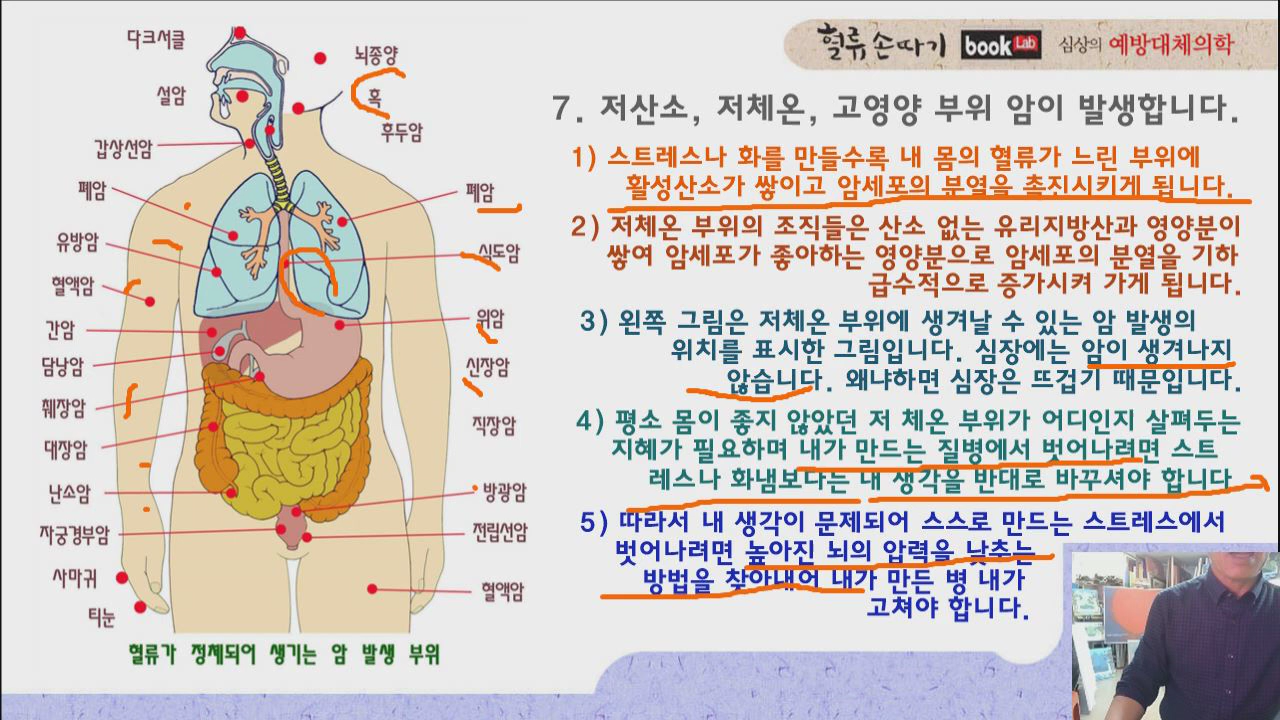 혈류 손따기 book Lab 심상의 예방대체의학
7. 저산소, 저체온, 고영양 부위 암이 발생합니다.
1) 스트레스나 화를 만들수록 내 몸의 혈류가 느린 부위에
활성산소가 쌓이고 암세포의 분열을 촉진시키게 됩니다.
2) 저체온 부위의 조직들은 산소 없는 유리지방산과 영양분이
쌓여 암세포가 좋아하는 영양분으로 암세포의 분열을 기하
급수적으로 증가시켜 가게 됩니다.
3) 왼쪽 그림은 저체온 부위에 생겨날 수 있는 암 발생의
위치를 표시한 그림입니다. 심장에는 암이 생겨나지
않습니다. 왜냐하면 심장은 뜨겁기 때문입니다.
4) 평소 몸이 좋지 않았던 저 체온 부위가 어디인지 살펴두는
지혜가 필요하며 내가 만드는 질병에서 벗어나려면 스트
레스나 화냄보다는 내 생각을 반대로 바꾸셔야 합니다
5) 따라서 내 생각이 문제되어 스스로 만드는 스트레스에서
벗어나려면 높아진 뇌의 압력을 낮추는
방법을 찾아내어 내가 만든 병 내가
고쳐야 합니다.
다크서클
설암
갑상선암
폐암
유방암
혈액암
간암
담낭암
췌장암
대장암
난소암
자궁경부암
사마귀
티눈
뇌종양
혹
후두암
폐암
식도암
위암
신장암
직장암
방광암
전립선암
혈액암
혈류가 정체되어 생기는 암 발생 부위